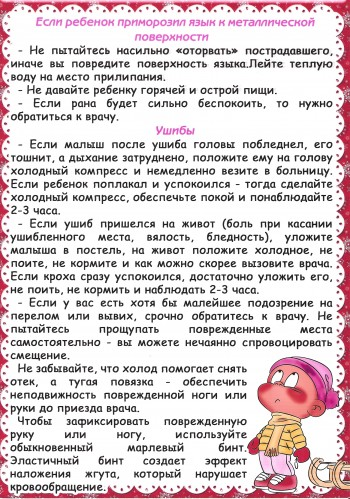 Если ребенок приморозил язык к металлической
поверхности
- Не пытайтесь насильно «оторвать» пострадавшего,
иначе вы повредите поверхность языка.Лейте теплую
воду на место прилипания.
- Не давайте ребенку горячей и острой пищи.
- Если рана будет сильно беспокоить, то нужно
обратиться к врачу.
Ушибы
- Если малыш после ушиба головы побледнел, его
тошнит, а дыхание затруднено, положите ему на голову
холодный компресс и немедленно везите в больницу.
Если ребенок поплакал и успокоился - тогда сделайте
холодный компресс, обеспечьте покой и понаблюдайте
2-3 часа.
- Если ушиб пришелся на живот (боль при касании
ушибленного места, вялость, бледность), уложите
малыша в постель, на живот положите холодное, не
поите, не кормите и как можно скорее вызовите врача.
Если кроха сразу успокоился, достаточно уложить его,
не поить, не кормить и наблюдать 2-3 часа.
- Если у вас есть хотя бы малейшее подозрение на
перелом или вывих, срочно обратитесь к врачу. Не
пытайтесь прощупать поврежденные места
самостоятельно - вы можете нечаянно спровоцировать
смещение.
Не забывайте, что холод помогает снять
отек, а тугая повязка - обеспечить
неподвижность поврежденной ноги или
руки до приезда врача.
Чтобы зафиксировать поврежденную
руку или ногу, используйте
обыкновенный марлевый бинт.
Эластичный бинт создает эффект
наложения жгута, который нарушает
кровообращение.